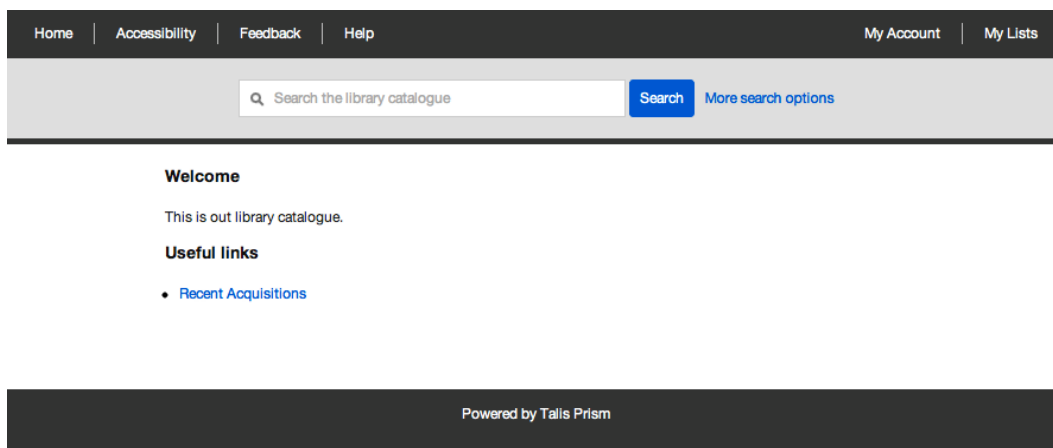 Home Accessibility Feedback Help My Account My Lists
Search the library catalogue Search More search options
Welcome
This is out library catalogue.
Useful links
Recent Acquisitions
Powered by Talis Prism